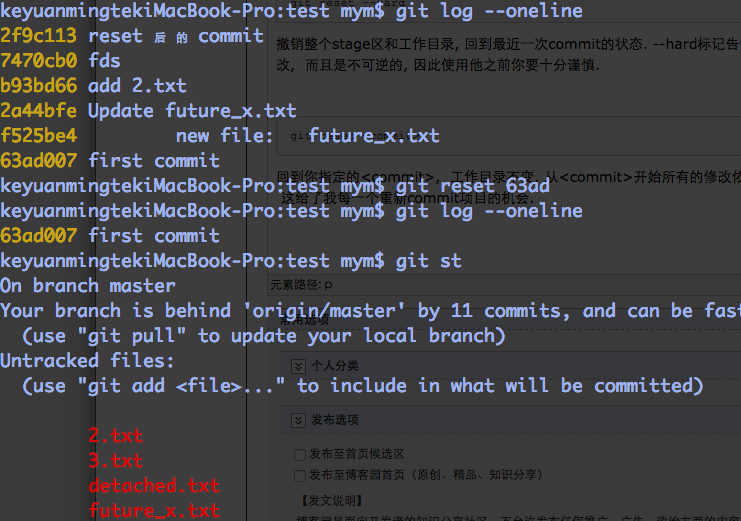 git reset --hard
keyuanmingtekiMacBook-Pro:test mym$ git log --oneline
2f9c113 reset 后 的 commit
撤销整个stage区和工作目录, 回到最近一次commit的状态. --hard标记告
7470cb0 fds
改, 而且是不可逆的, 因此使用他之前你要十分谨慎.
b93bd66 add 2.txt
2a44bfe Update future_x.txt
f525be4 new file: future_x.txt
63ad007 first commit
回到你指定的<commit>, 工作目录不变. 从<commit>开始所有的修改依
keyuanmingtekiMacBook-Pro:test mym$ git reset 63ad
这给了我每一个重新commit项目的机会.
keyuanmingtekiMacBook-Pro:test mym$ git log --oneline
63ad007 first commit
keyuanmingtekiMacBook-Pro:test mym$ git st
On branch master
元素路径: p
Your branch is behind 'origin/master' by 11 commits, and can be fast
常用选项
(use "git pull" to update your local branch)
Untracked files:
个人分类
(use "git add <file>..." to include in what will be committed)
发布选项
2.txt
发布至首页候选区
3.txt
发布至博客园首页（原创、精品、知识分享）
detached.txt
【发文说明】
future_x.txt